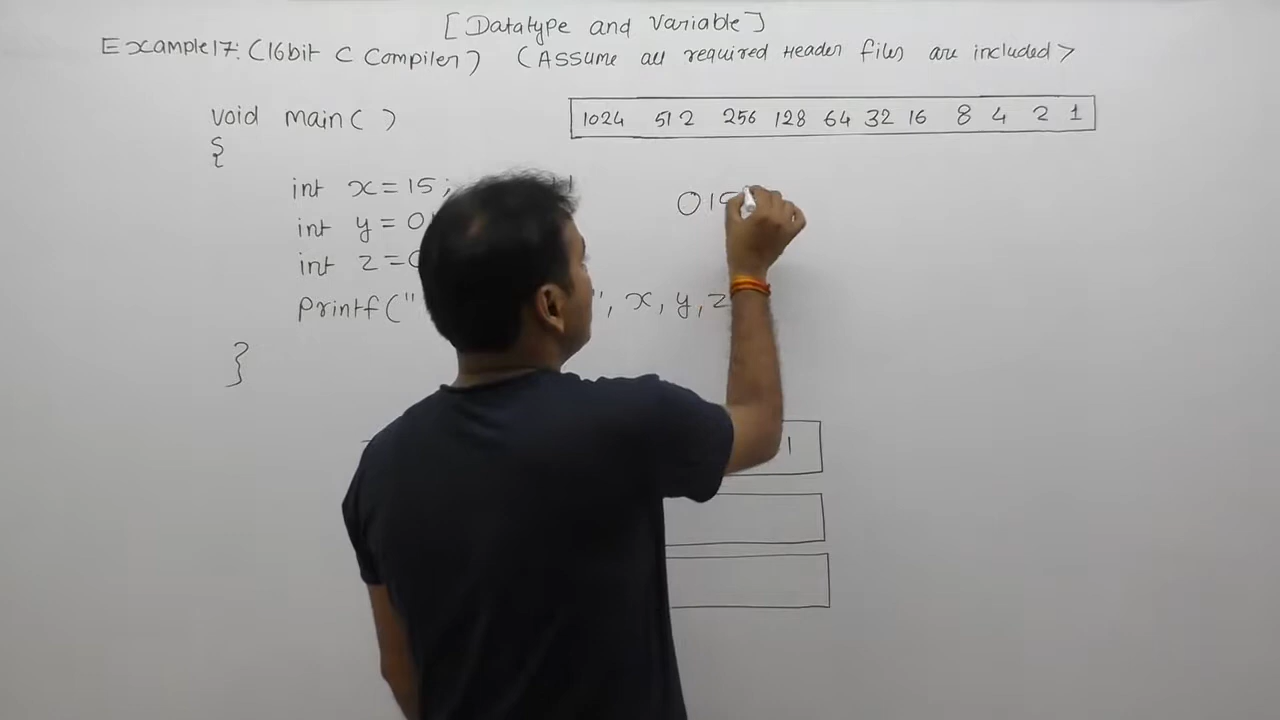 [Datatype and Variable]
Example17: (16bit C Compiler) (Assume all required Header files are included)
void main( )
1024 512 256 128 64 32 16 8 4 2 1
{
int x=15;
int y=0
int z=0
015
printf(" ", x, y, z
}
1